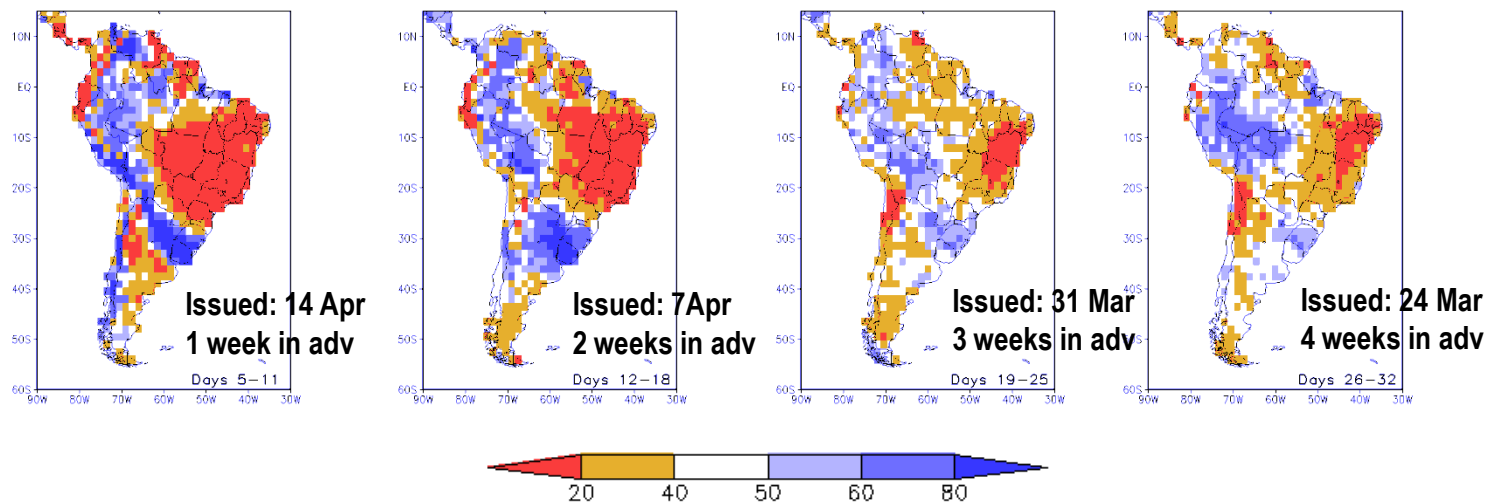 10N
EQ
10S
20S
30S
40S
50S
60S
90W 80W 70W 60W 50W 40W 30W
Issued: 14 Apr
1 week in adv
Days 5-11
10N
EQ
10S
20S
30S
40S
50S
60S
90W 80W 70W 60W 50W 40W 30W
Issued: 7Apr
2 weeks in adv
Days 12-18
10N
EQ
10S
20S
30S
40S
50S
60S
90W 80W 70W 60W 50W 40W 30W
Issued: 31 Mar
3 weeks in adv
Days 19-25
10N
EQ
10S
20S
30S
40S
50S
60S
90W 80W 70W 60W 50W 40W 30W
Issued: 24 Mar
4 weeks in adv
Days 26-32
20 40 50 60 80